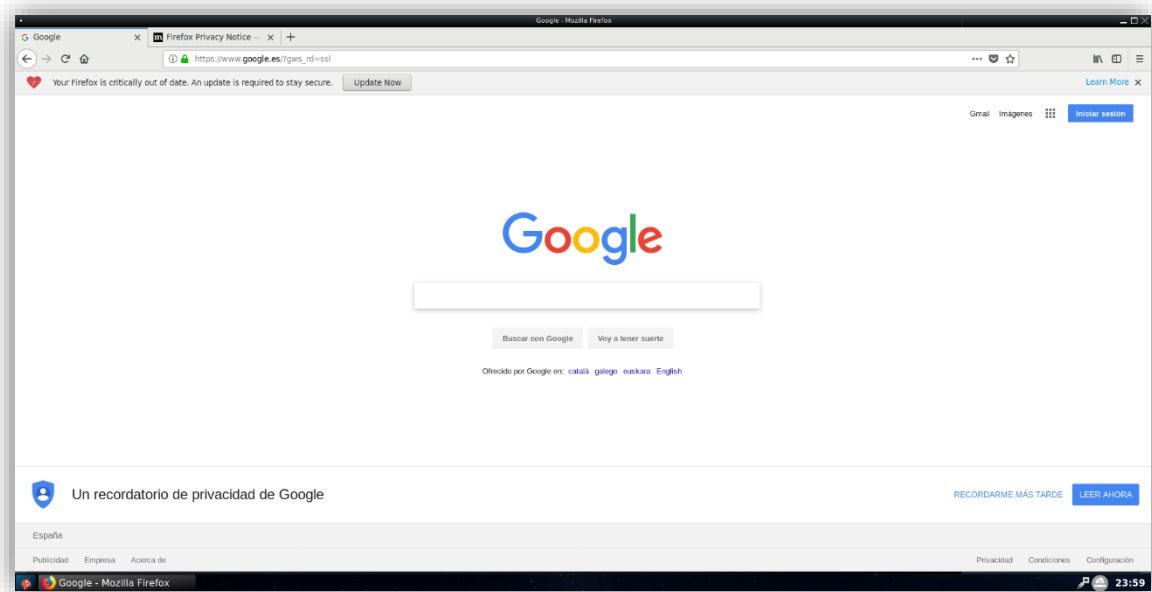 Google - Mozilla Firefox
Google
Firefox Privacy Notice —
https://www.google.es/?gws_rd=ssl
Your Firefox is critically out of date. An update is required to stay secure. Update Now Learn More
Gmail Imágenes Iniciar sesión
Google
Buscar con Google Voy a tener suerte
Ofrecido por Google en: català galego euskara English
Un recordatorio de privacidad de Google RECORDARME MÁS TARDE LEER AHORA
España
Publicidad Empresa Acerca de Privacidad Condiciones Configuración
Google - Mozilla Firefox 23:59